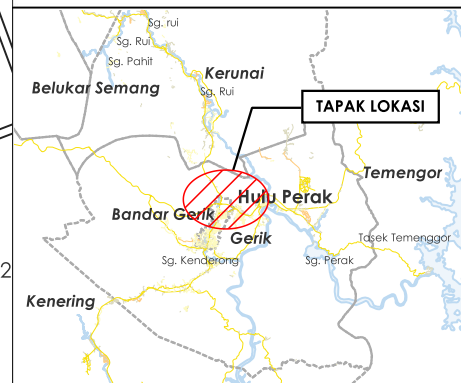 Sg. rui
Sg. Rui
Sg. Pahit
Kerunai
Belukar Semang
Sg. Rui
TAPAK LOKASI
Temengor
Hulu Perak
Bandar Gerik
Gerik
Tasek Temenggor
Sg. Kenderong
Sg. Perak
2
Kenering